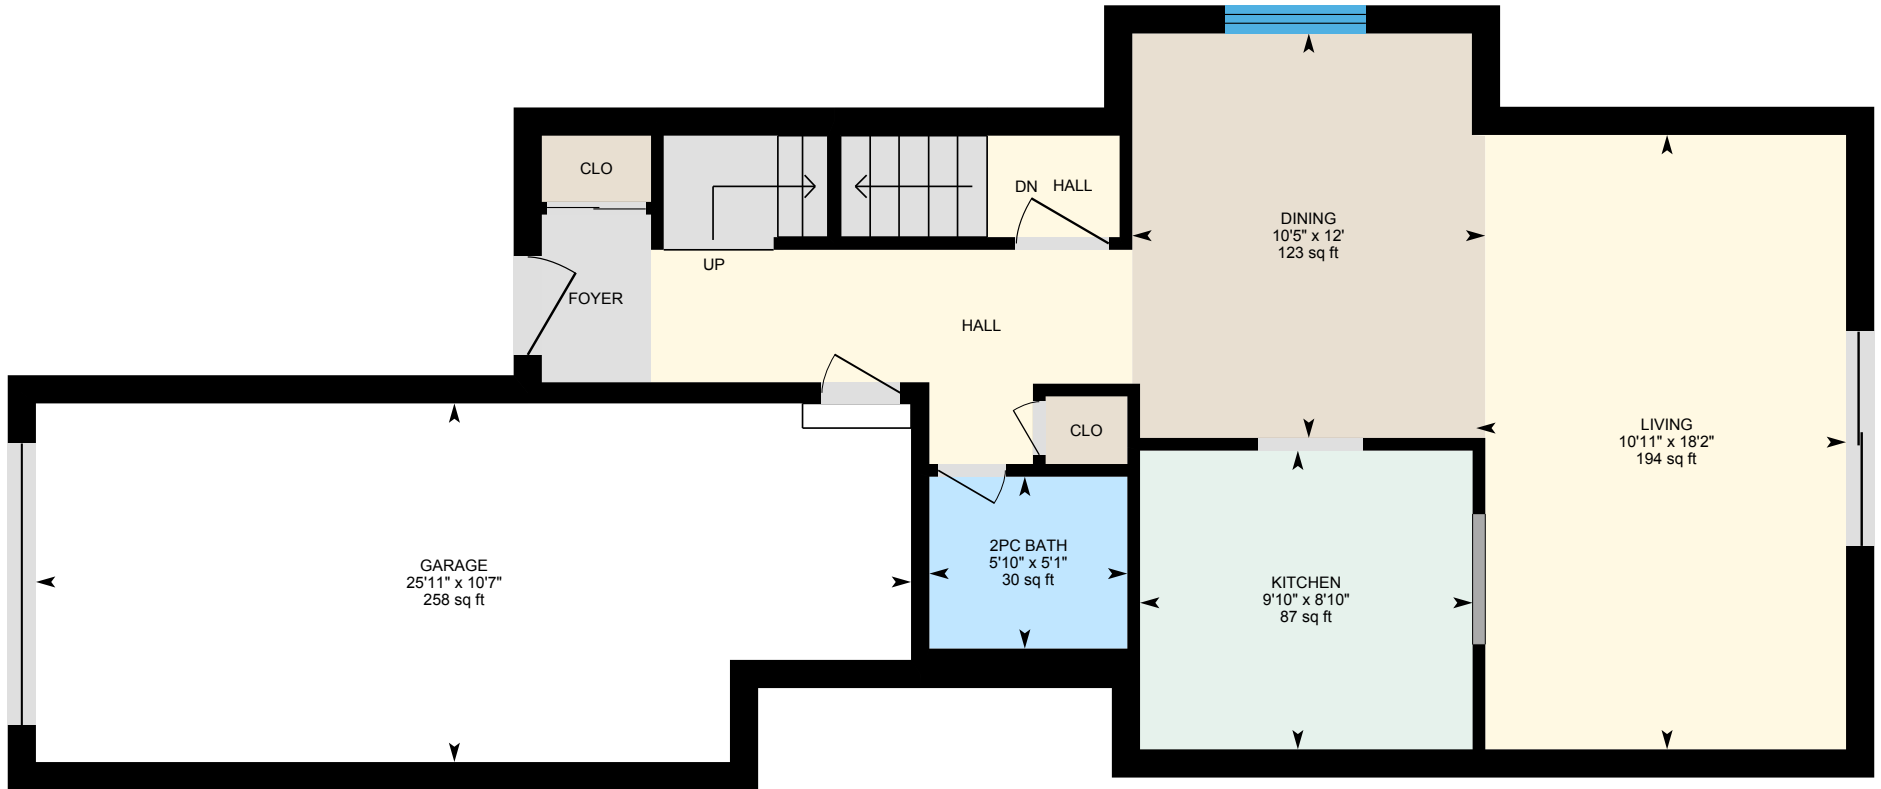 CLO
DN
HALL
DINING
10'5" x 12'
123 sq ft
UP
FOYER
HALL
CLO
LIVING
10'11" x 18'2"
194 sq ft
GARAGE
25'11" x 10'7"
258 sq ft
2PC BATH
5'10" x 5'1"
30 sq ft
KITCHEN
9'10" x 8'10"
87 sq ft